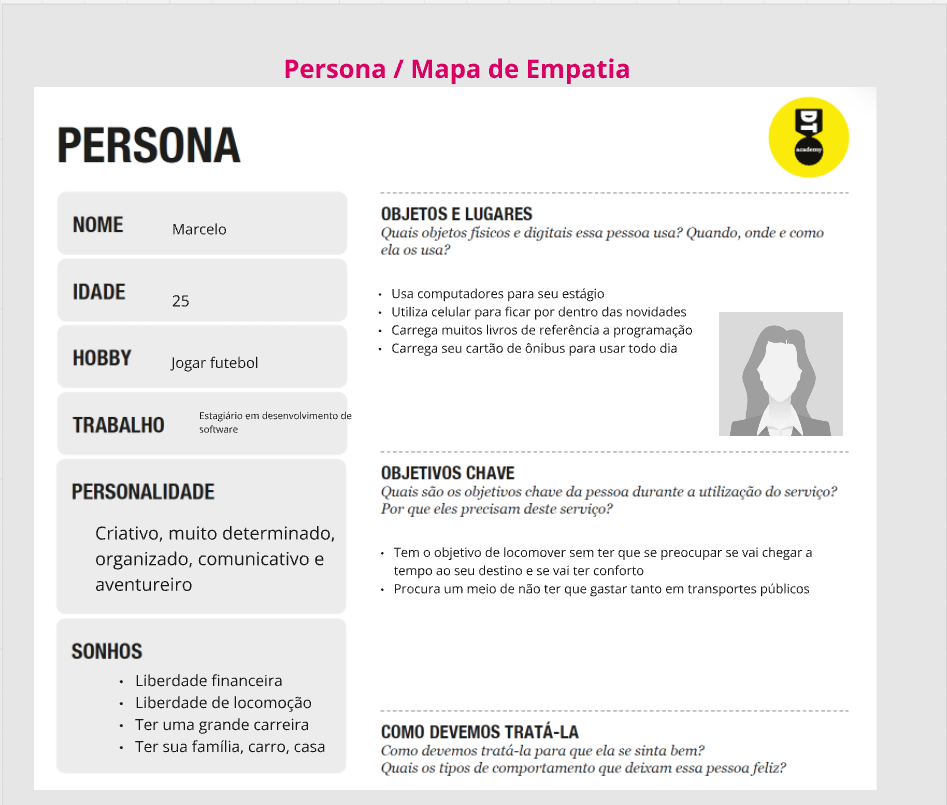 Persona / Mapa de Empatia
PERSONA
DT
academy
NOME
Marcelo
IDADE
25
HOBBY
Jogar futebol
TRABALHO
Estagiário em desenvolvimento de
software
PERSONALIDADE
Criativo, muito determinado,
organizado, comunicativo e
aventureiro
SONHOS
• Liberdade financeira
• Liberdade de locomoção
• Ter uma grande carreira
• Ter sua família, carro, casa
OBJETOS E LUGARES
Quais objetos físicos e digitais essa pessoa usa? Quando, onde e como
ela os usa?
• Usa computadores para seu estágio
• Utiliza celular para ficar por dentro das novidades
• Carrega muitos livros de referência a programação
• Carrega seu cartão de ônibus para usar todo dia
OBJETIVOS CHAVE
Quais são os objetivos chave da pessoa durante a utilização do serviço?
Por que eles precisam deste serviço?
• Tem o objetivo de locomover sem ter que se preocupar se vai chegar a
tempo ao seu destino e se vai ter conforto
• Procura um meio de não ter que gastar tanto em transportes públicos
COMO DEVEMOS TRATÁ-LA
Como devemos tratá-la para que ela se sinta bem?
Quais os tipos de comportamento que deixam essa pessoa feliz?